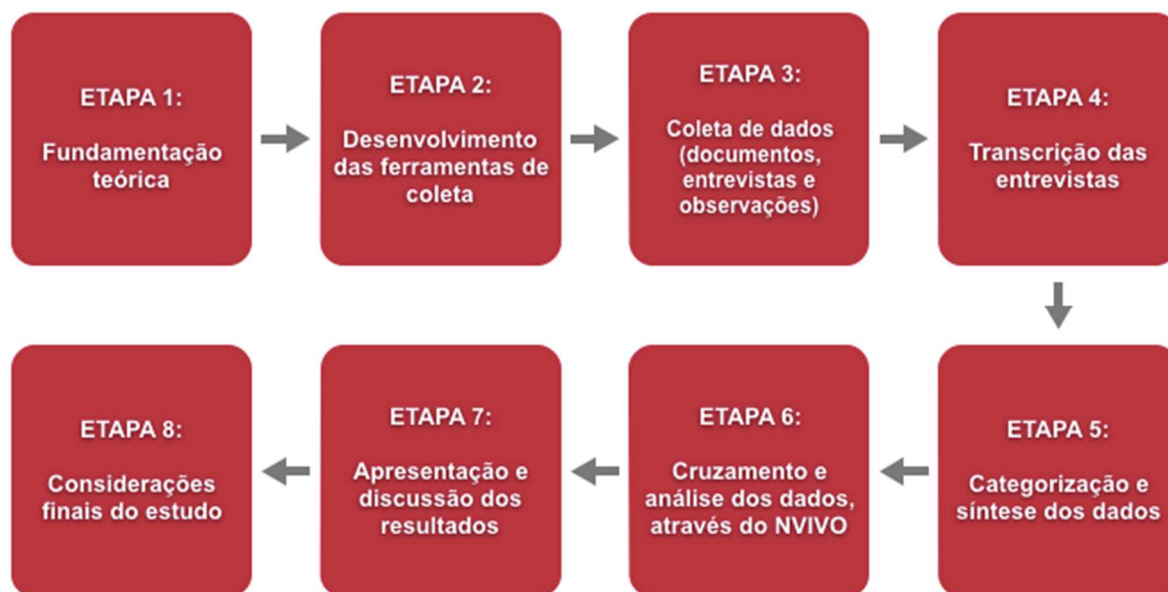 ETAPA 1:
Fundamentação
teórica
ETAPA 2:
Desenvolvimento
das ferramentas de
coleta
ETAPA 3:
Coleta de dados
(documentos,
entrevistas e
observações)
ETAPA 4:
Transcrição das
entrevistas
ETAPA 5:
Categorização e
síntese dos dados
ETAPA 6:
Cruzamento e
análise dos dados,
através do NVIVO
ETAPA 7:
Apresentação e
discussão dos
resultados
ETAPA 8:
Considerações
finais do estudo